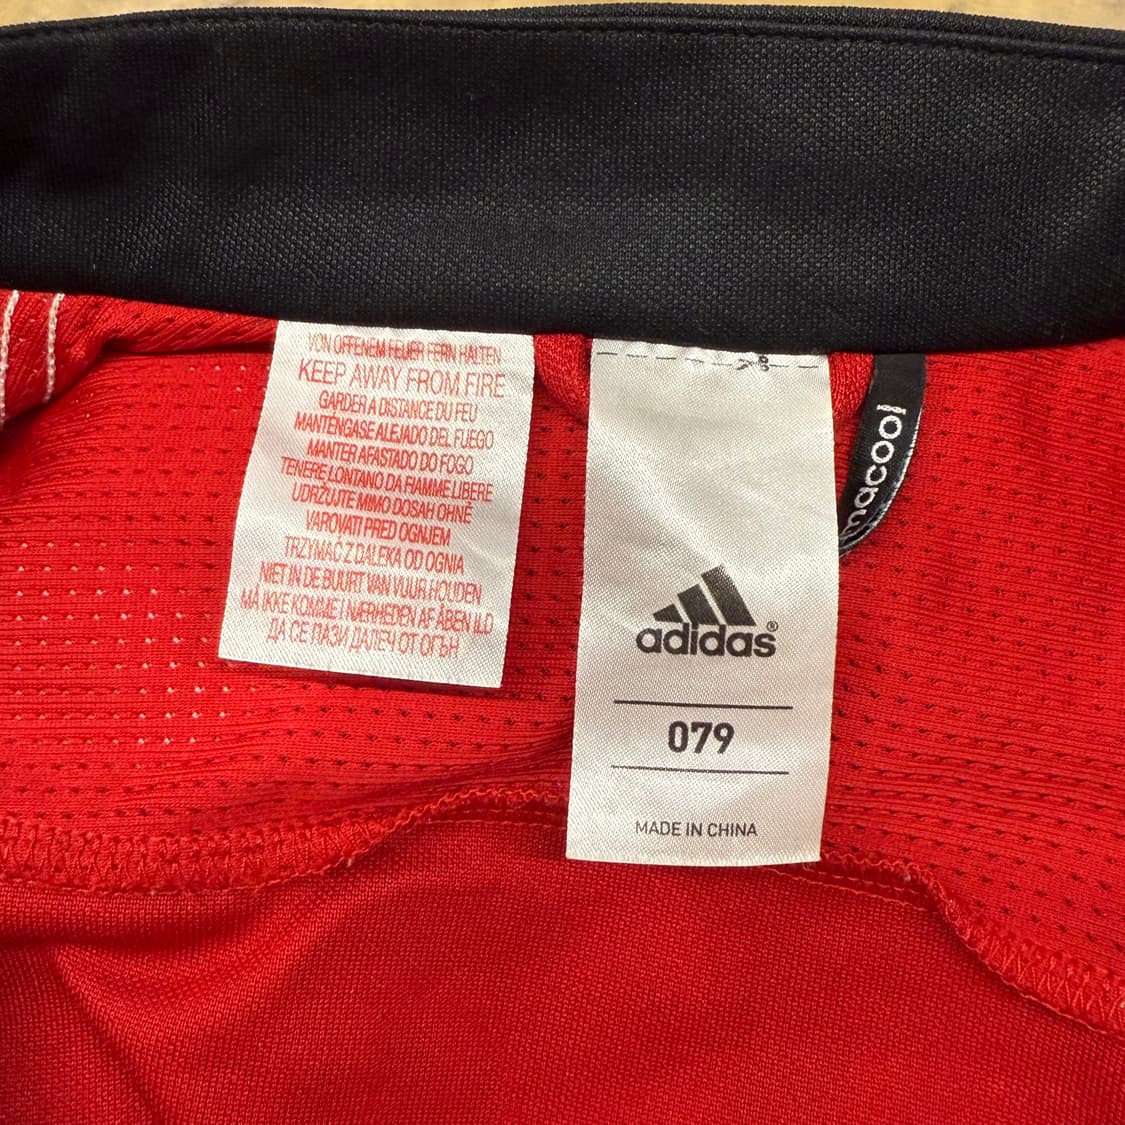 VON OFFENEM FEUER FERN HALTEN
KEEP AWAY FROM FIRE
GARDER A DISTANCE DU FEU
MANTÉNGASE ALEJADO DEL FUEGO
MANTER AFASTADO DO FOGO
TENERE LONTANO DA FIAMME LIBERE
UDRŽUJTE MIMO DOSAH OHNĚ
VAROVATI PRED OGNJEM
TRZYMAĆ Z DALEKA OD OGNIA
NIET IN DE BUURT VAN VUUR HOUDEN
MÅ IKKE KOMME I NÆRHEDEN AF ÅBEN ILD
ДА СЕ ПАЗИ ДАЛЕЧ ОТ ОГЪН
adidas®
079
MADE IN CHINA
macool